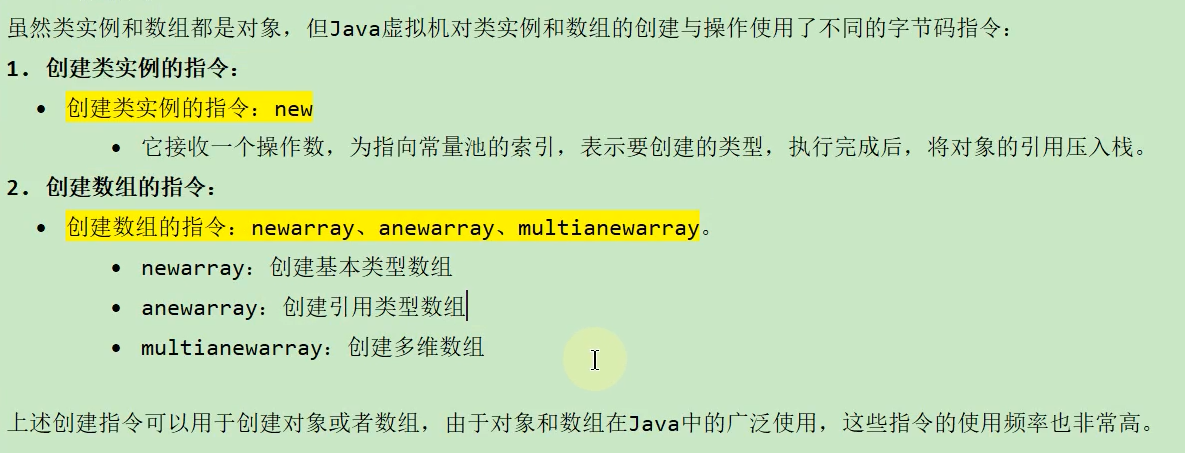 虽然类实例和数组都是对象，但Java虚拟机对类实例和数组的创建与操作使用了不同的字节码指令：
1. 创建类实例的指令：
• 创建类实例的指令：new
• 它接收一个操作数，为指向常量池的索引，表示要创建的类型，执行完成后，将对象的引用压入栈。
2. 创建数组的指令：
• 创建数组的指令：newarray、anewarray、multianewarray。
• newarray：创建基本类型数组
• anewarray：创建引用类型数组
• multianewarray：创建多维数组
上述创建指令可以用于创建对象或者数组，由于对象和数组在Java中的广泛使用，这些指令的使用频率也非常高。